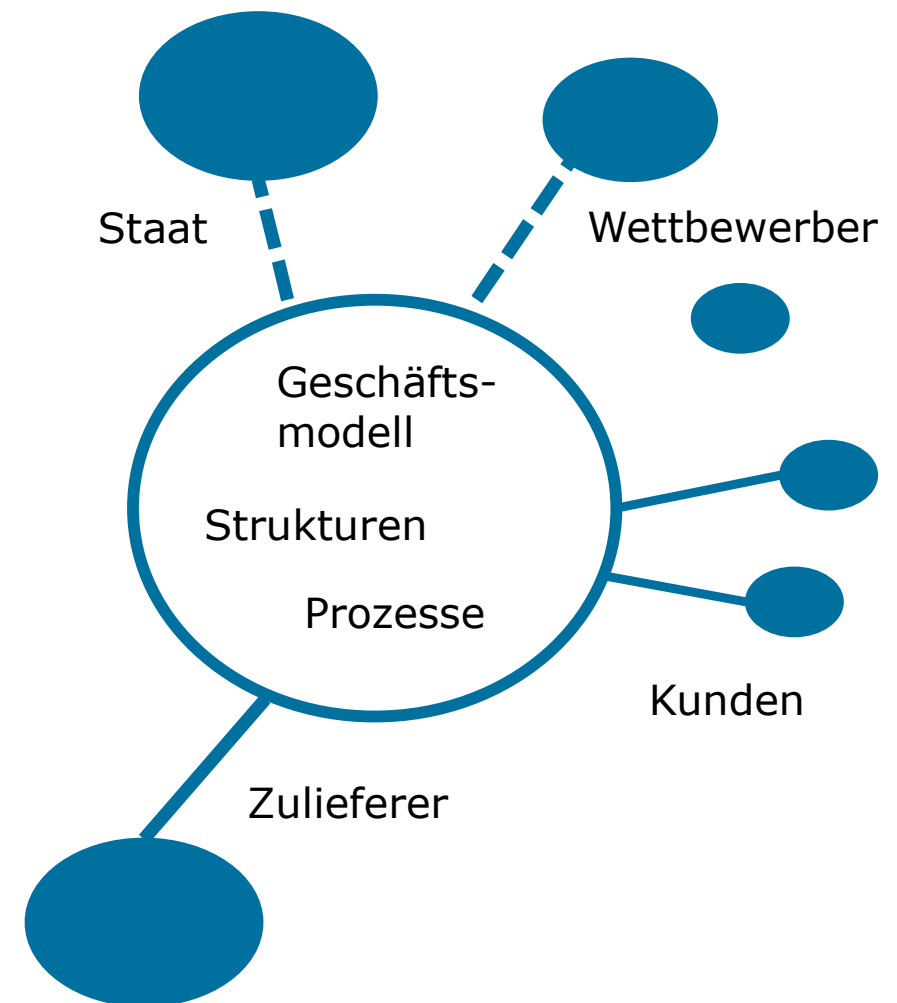 Staat
Wettbewerber
Geschäfts-
modell
Strukturen
Prozesse
Kunden
Zulieferer